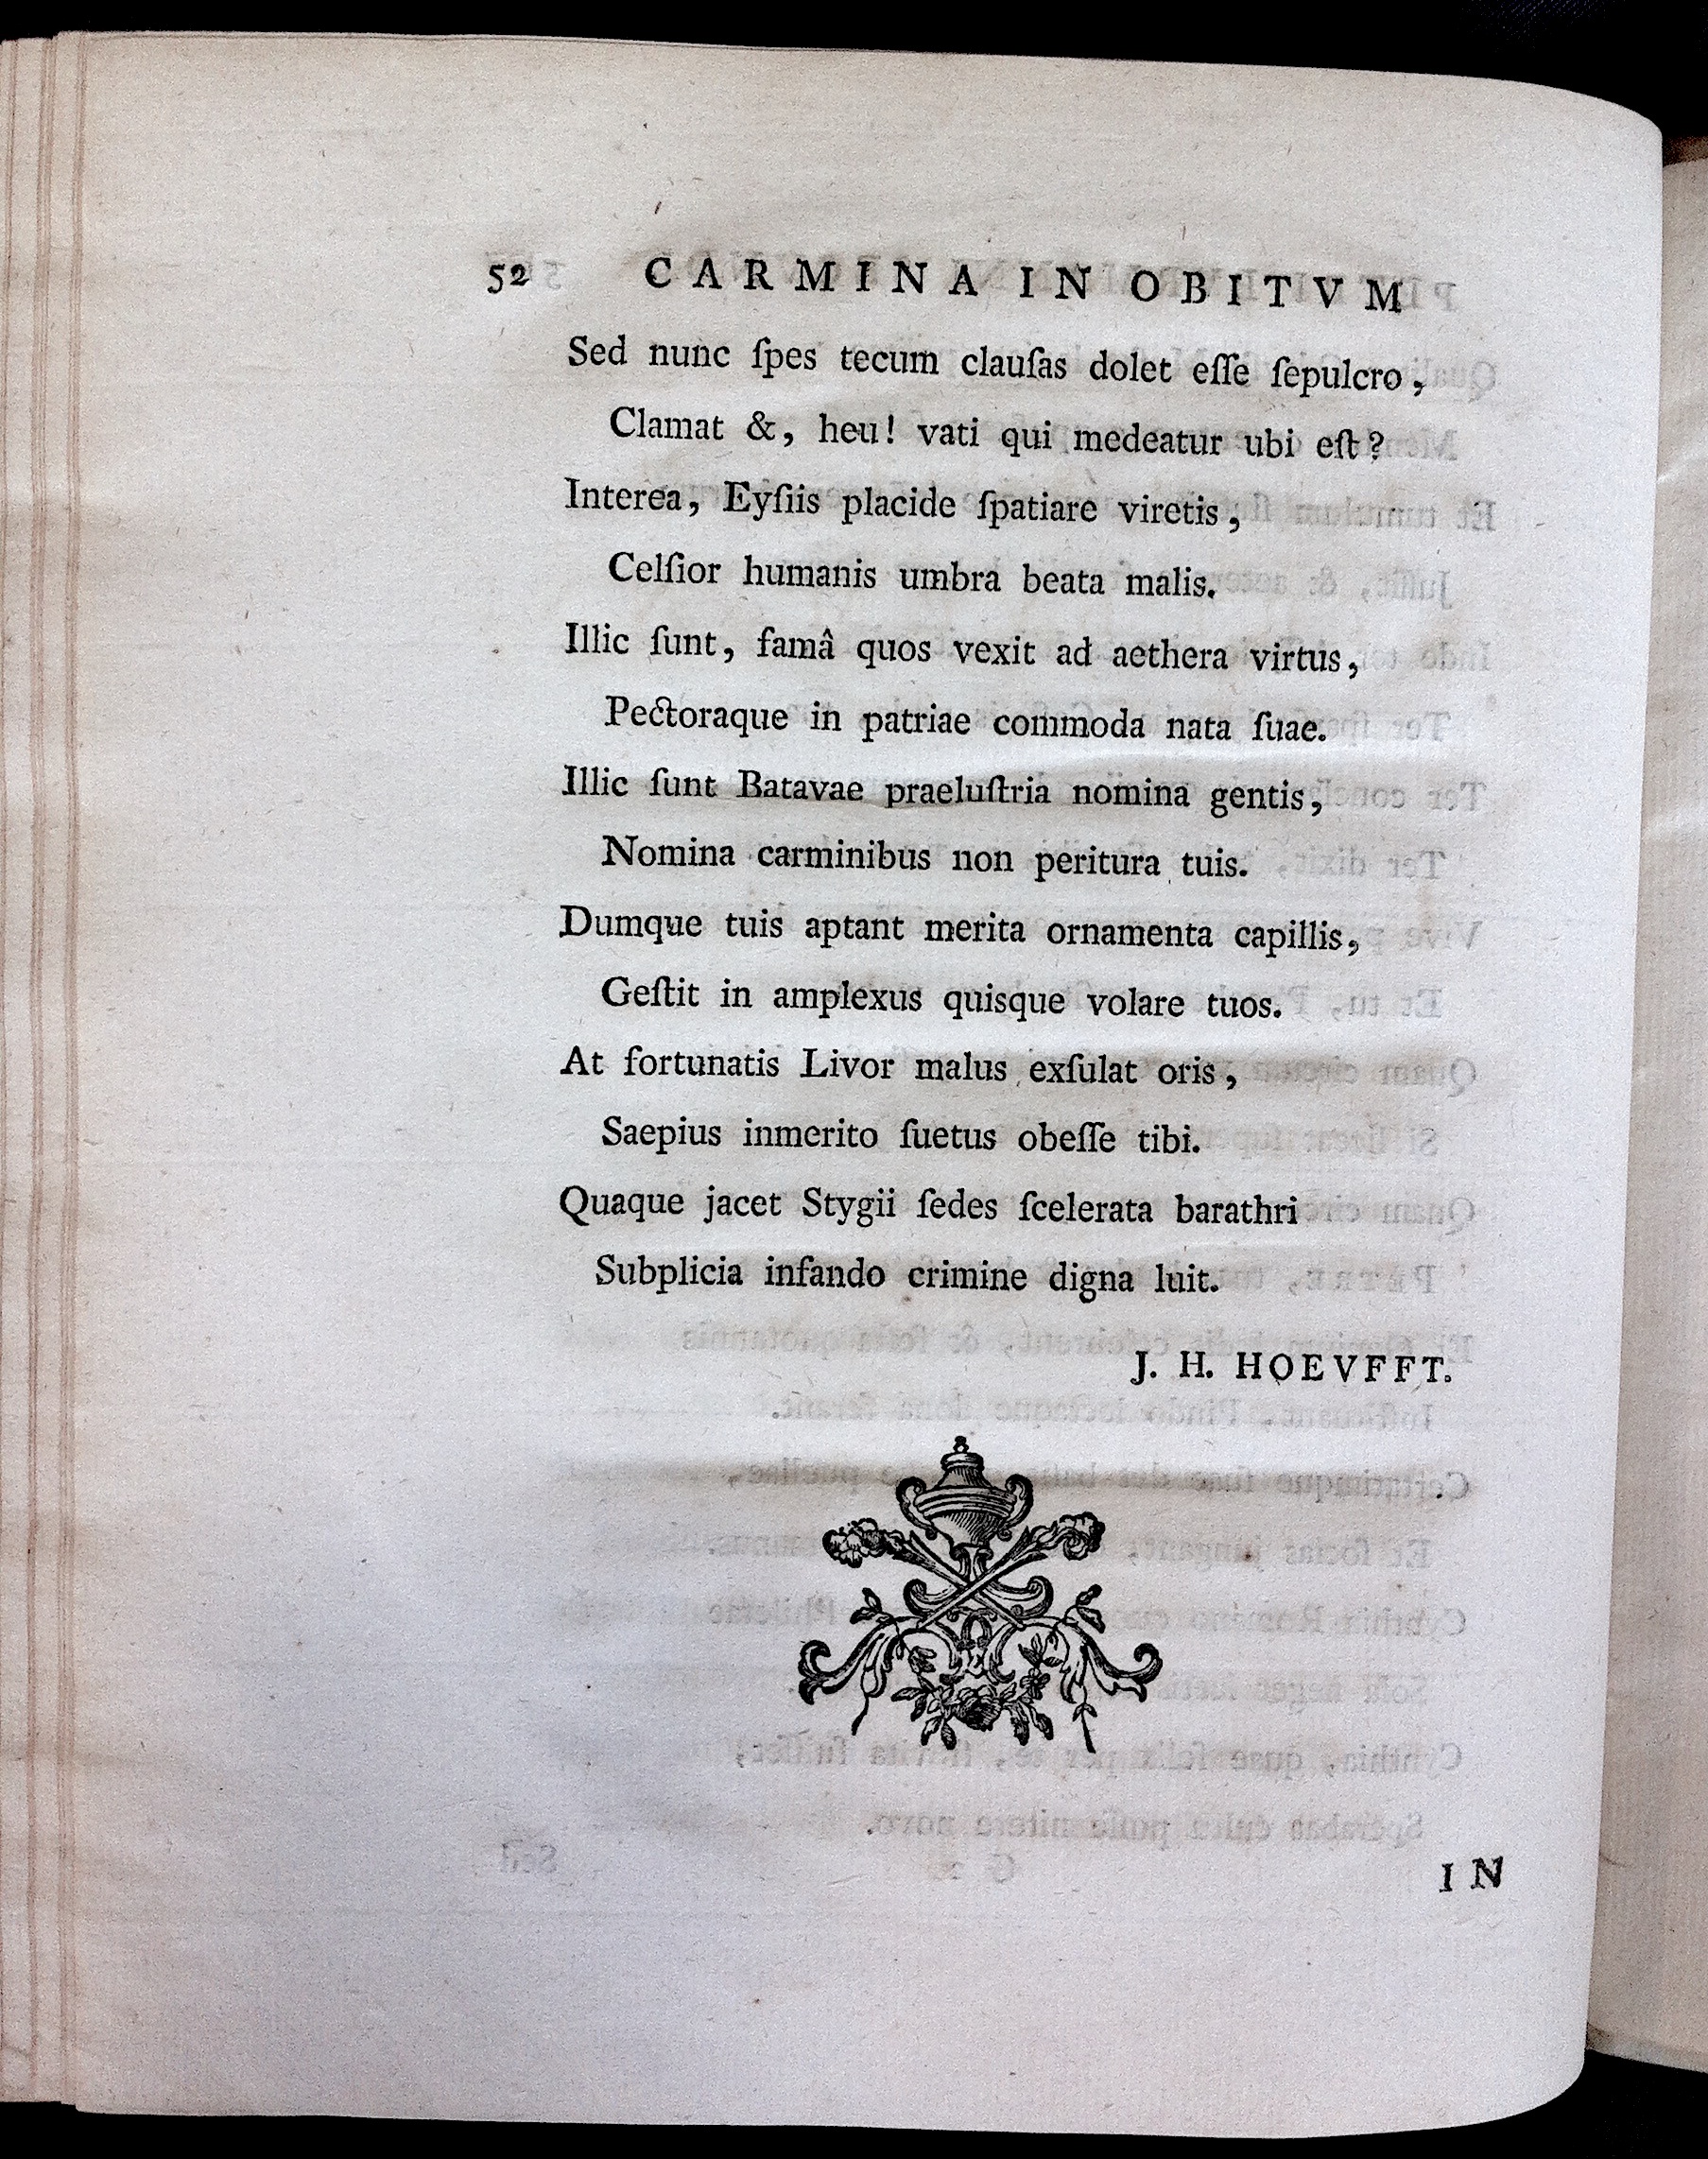 52 CARMINA IN OBITVM
Sed nunc ſpes tecum clauſas dolet eſſe ſepulcro,
Clamat &, heu! vati qui medeatur ubi eſt?
Interea, Eyſiis placide ſpatiare viretis,
Celſior humanis umbra beata malis.
Illic ſunt, famâ quos vexit ad aethera virtus,
Pectoraque in patriae commoda nata ſuae.
Illic ſunt Batavae praeluſtria nomina gentis,
Nomina carminibus non peritura tuis.
Dumque tuis aptant merita ornamenta capillis,
Geſtit in amplexus quisque volare tuos.
At fortunatis Livor malus exſulat oris,
Saepius inmerito ſuetus obeſſe tibi.
Quaque jacet Stygii ſedes ſcelerata barathri
Subplicia infando crimine digna luit.
J. H. HOEVFFT.
IN